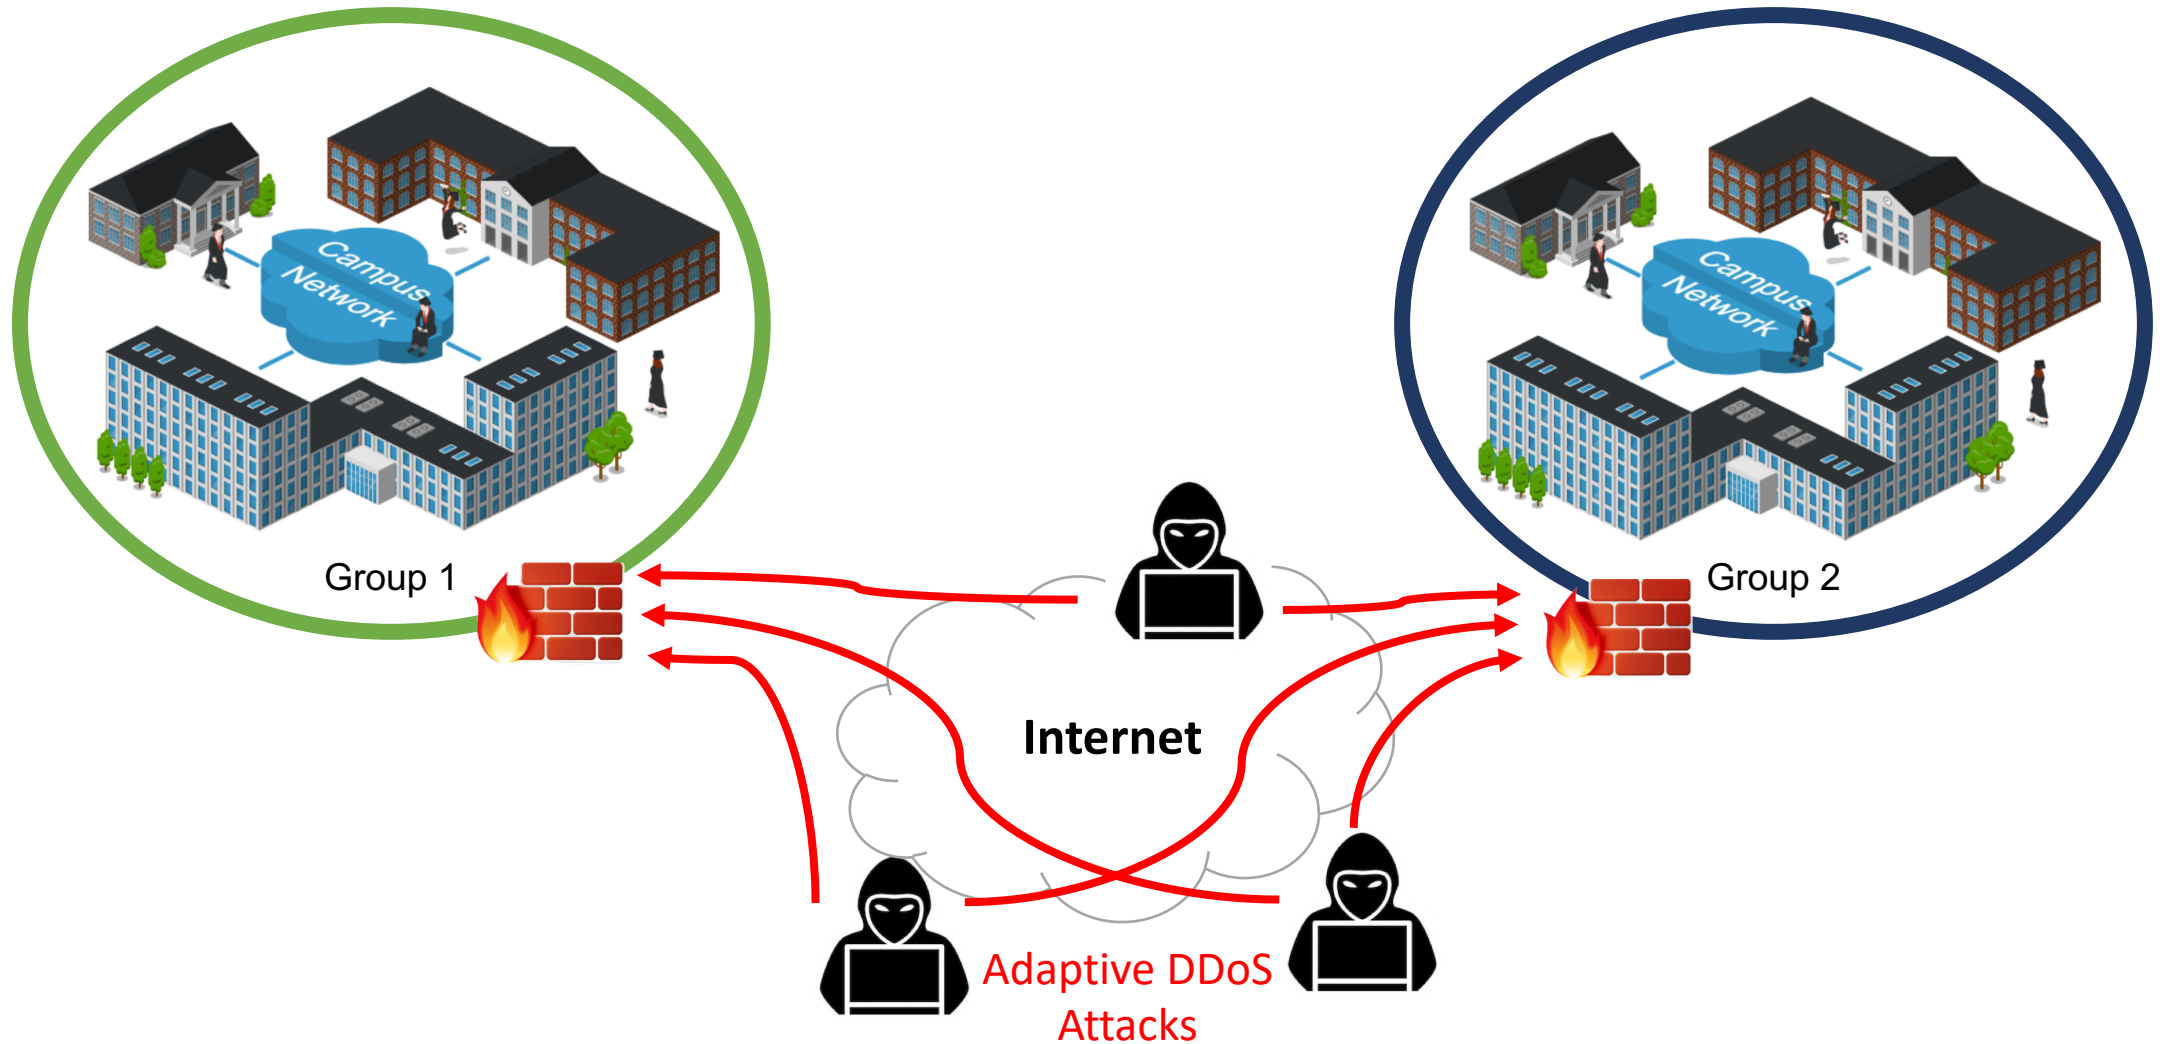 Campus
Network
Campus
Network
Group 1
Group 2
Internet
Adaptive DDoS
Attacks